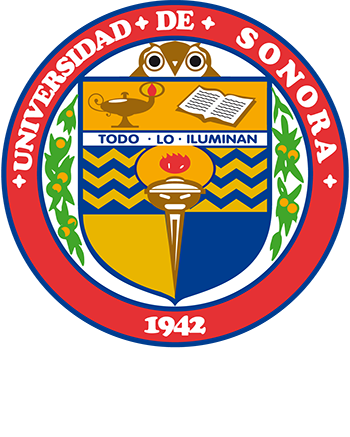 UNIVERSIDAD DE SONORA
TODO · LO · ILUMINAN
1942